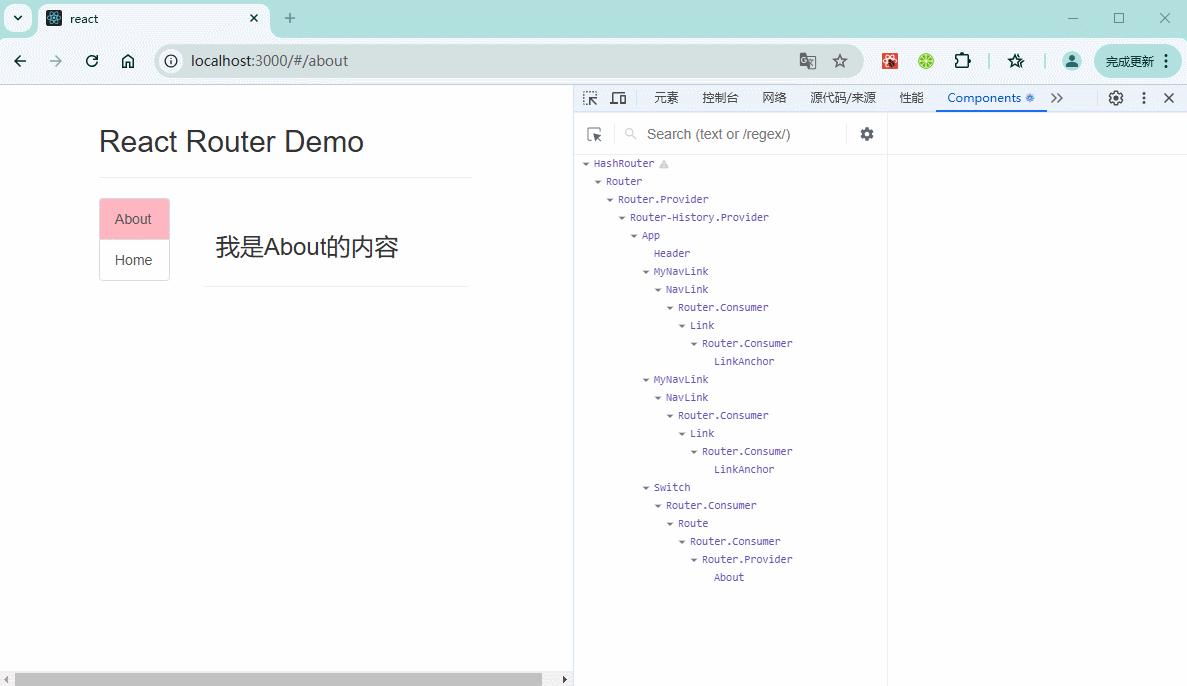 react
localhost:3000/#/about
完成更新
元素 控制台 网络 源代码/来源 性能 Components
Search (text or /regex/)
React Router Demo
About
Home
我是About的内容
HashRouter
Router
Router.Provider
Router-History.Provider
App
Header
MyNavLink
NavLink
Router.Consumer
Link
Router.Consumer
LinkAnchor
MyNavLink
NavLink
Router.Consumer
Link
Router.Consumer
LinkAnchor
Switch
Router.Consumer
Route
Router.Consumer
Router.Provider
About